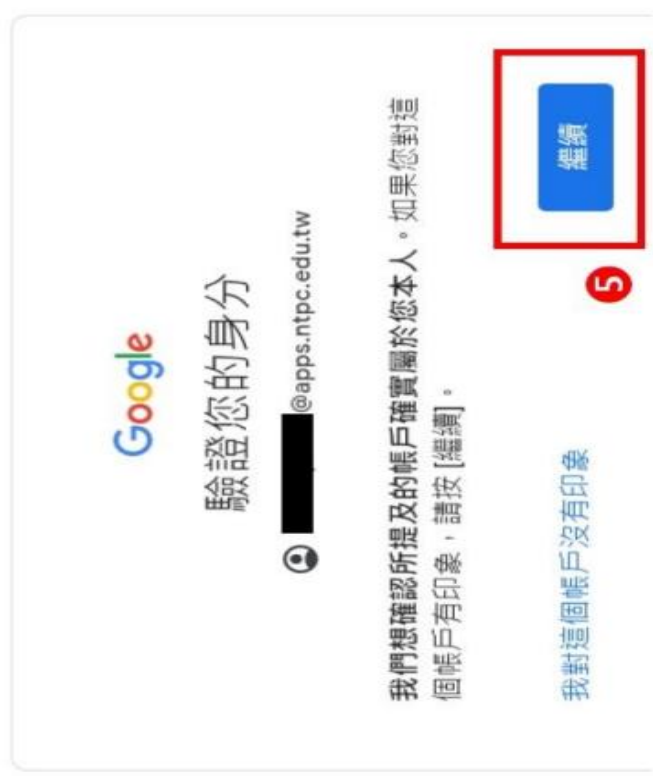 Google
驗證您的身分
@apps.ntpc.edu.tw
我們想確認所提及的帳戶確實屬於您本人。如果您對這
個帳戶有印象，請按 [繼續]。
我對這個帳戶沒有印象
5
繼續